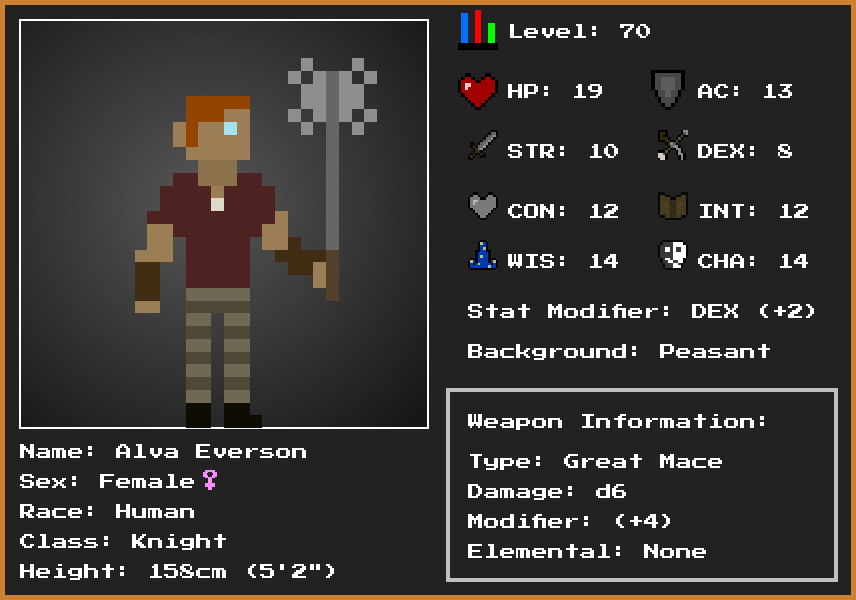 Level: 70
HP: 19
AC: 13
STR: 10
DEX: 8
CON: 12
INT: 12
WIS: 14
CHA: 14
Stat Modifier: DEX (+2)
Background: Peasant
Weapon Information:
Type: Great Mace
Damage: d6
Modifier: (+4)
Elemental: None
Name: Alva Everson
Sex: Female♀
Race: Human
Class: Knight
Height: 158cm (5'2")